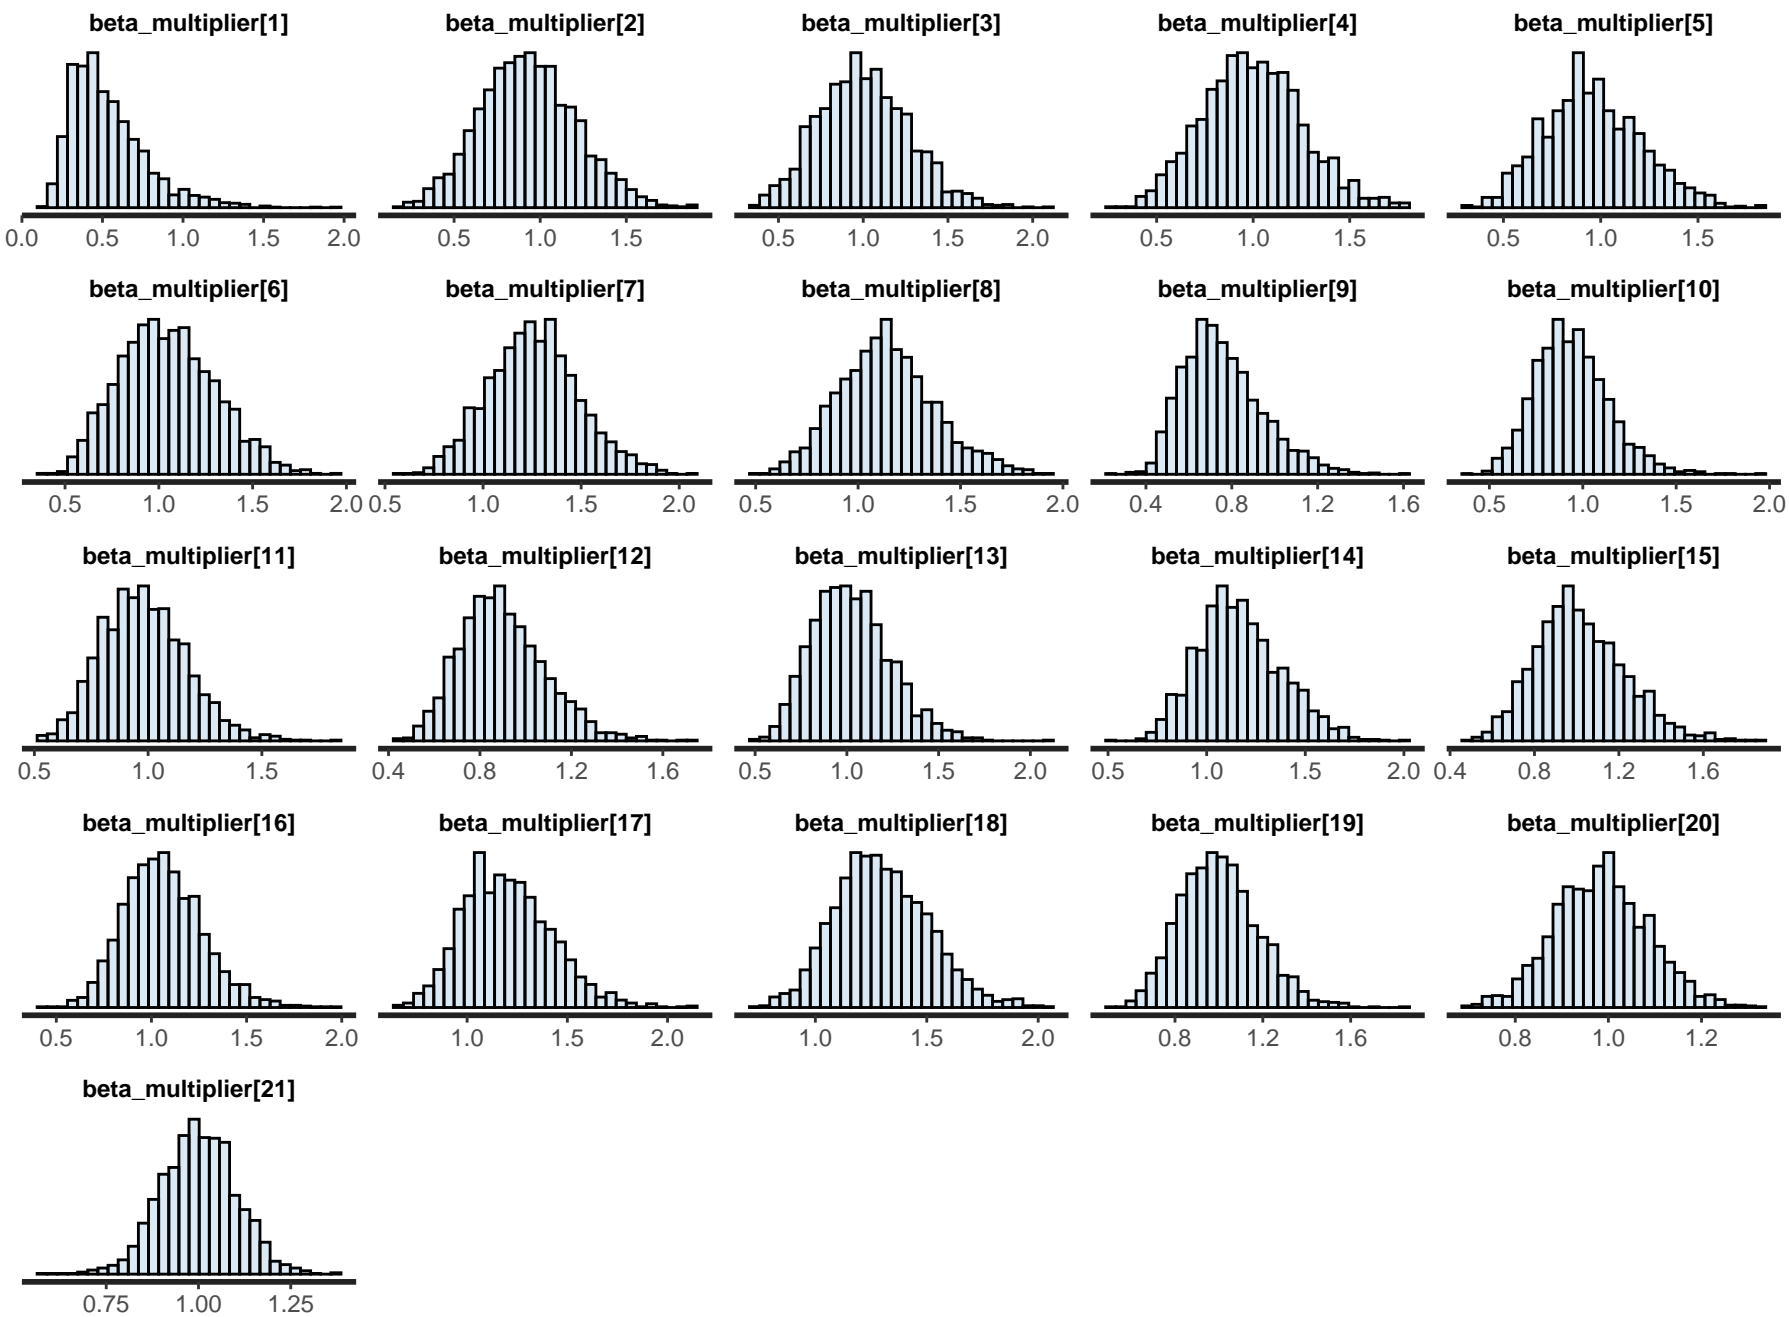 beta_multiplier[1] beta_multiplier[2] beta_multiplier[3] beta_multiplier[4] beta_multiplier[5]
0.0 0.5 1.0 1.5 2.0 0.5 1.0 1.5 0.5 1.0 1.5 2.0 0.5 1.0 1.5 0.5 1.0 1.5
beta_multiplier[6] beta_multiplier[7] beta_multiplier[8] beta_multiplier[9] beta_multiplier[10]
0.5 1.0 1.5 2.0 0.5 1.0 1.5 2.0 0.5 1.0 1.5 2.0 0.4 0.8 1.2 1.6 0.5 1.0 1.5 2.0
beta_multiplier[11] beta_multiplier[12] beta_multiplier[13] beta_multiplier[14] beta_multiplier[15]
0.5 1.0 1.5 0.4 0.8 1.2 1.6 0.5 1.0 1.5 2.0 0.5 1.0 1.5 2.0 0.4 0.8 1.2 1.6
beta_multiplier[16] beta_multiplier[17] beta_multiplier[18] beta_multiplier[19] beta_multiplier[20]
0.5 1.0 1.5 2.0 1.0 1.5 2.0 1.0 1.5 2.0 0.8 1.2 1.6 0.8 1.0 1.2
beta_multiplier[21]
0.75 1.00 1.25